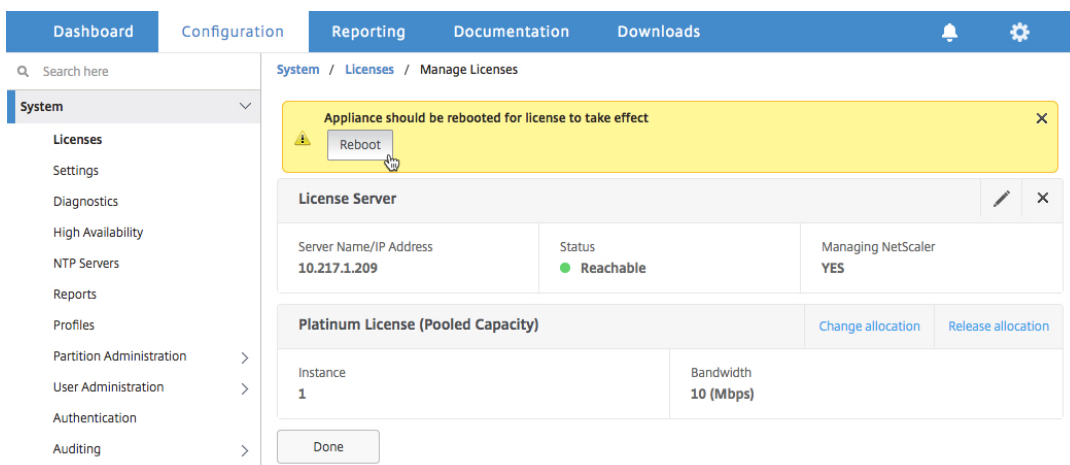 Dashboard Configuration Reporting Documentation Downloads
Search here
System / Licenses / Manage Licenses
System
Licenses
Settings
Diagnostics
High Availability
NTP Servers
Reports
Profiles
Partition Administration
User Administration
Authentication
Auditing
Appliance should be rebooted for license to take effect
Reboot
License Server
Server Name/IP Address Status Managing NetScaler
10.217.1.209 Reachable YES
Platinum License (Pooled Capacity) Change allocation Release allocation
Instance Bandwidth
1 10 (Mbps)
Done